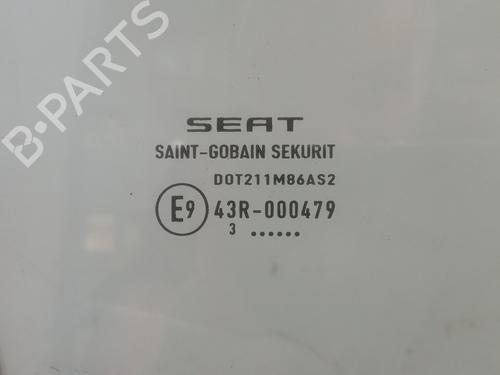 B-PARTS
SEAT
SAINT-GOBAIN SEKURIT
DOT211M86AS2
E9 43R-000479
3 ......